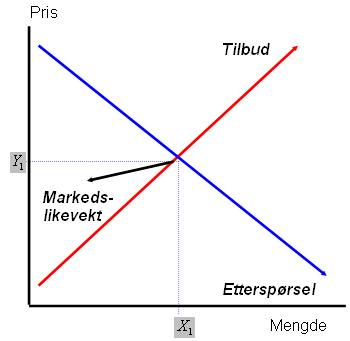 Pris
Tilbud
Y1
Markeds-
likevekt
Etterspørsel
X1
Mengde